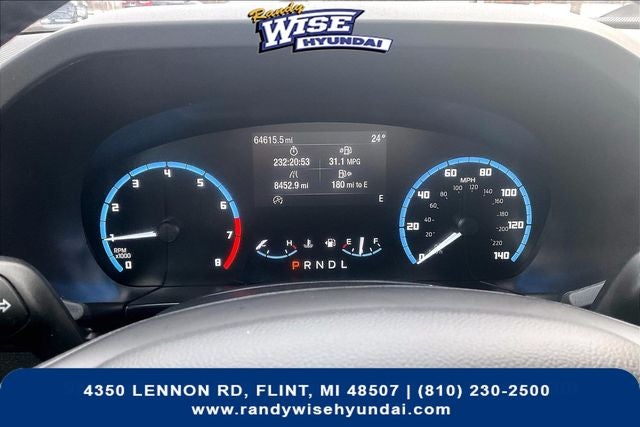 Randy
WISE
HYUNDAI
64615.5 mi 24°
232:20:53 31.1 MPG
8452.9 mi 180 mi to E
E
0 1 2 3 4 5 6 7 8
RPM
x1000
H E F
PRNDL
0 20 40 60 80 100 120 140
MPH
20 40 60 80 100 120 140 160 180 200 220
4350 LENNON RD, FLINT, MI 48507 | (810) 230-2500
www.randywisehyundai.com